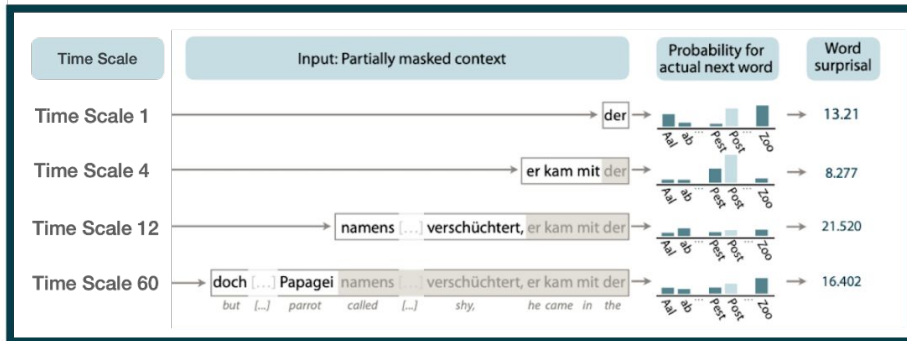 Time Scale
Input: Partially masked context
Probability for
actual next word
Word
surprisal
Time Scale 1
der
Aal ab ... Pest Post ... Zoo
13.21
Time Scale 4
er kam mit der
Aal ab ... Pest Post ... Zoo
8.277
Time Scale 12
namens [...] verschüchtert, er kam mit der
Aal ab ... Pest Post ... Zoo
21.520
Time Scale 60
doch [...] Papagei namens [...] verschüchtert, er kam mit der
but [...] parrot called [...] shy, he came in the
Aal ab ... Pest Post ... Zoo
16.402